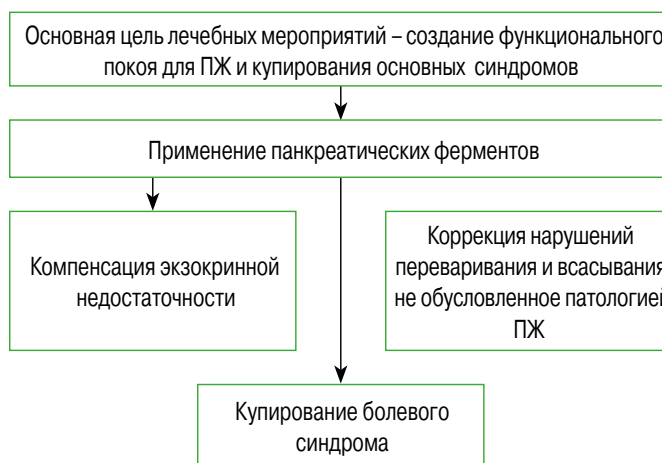 Основная цель лечебных мероприятий – создание функционального
покоя для ПЖ и купирования основных синдромов
Применение панкреатических ферментов
Компенсация экзокринной
недостаточности
Коррекция нарушений
переваривания и всасывания
не обусловленное патологией
ПЖ
Купирование болевого
синдрома